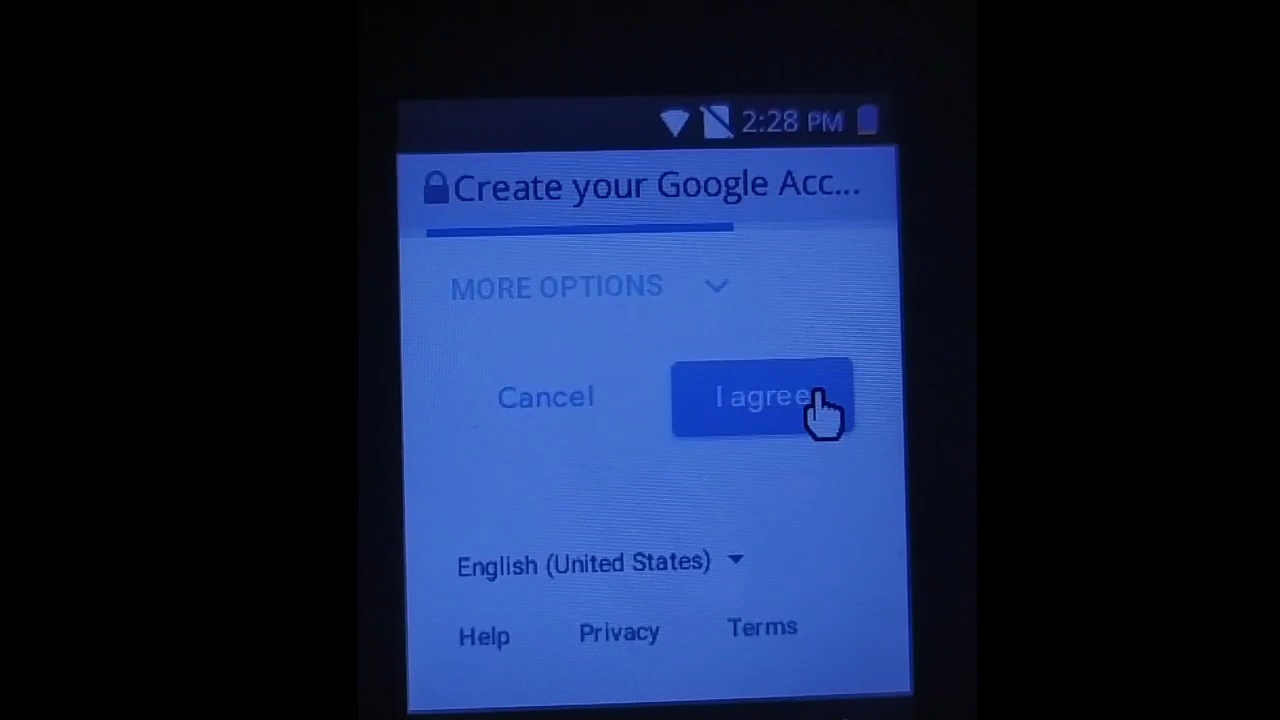 2:28 PM
Create your Google Acc...
MORE OPTIONS
Cancel
I agree
English (United States)
Help Privacy Terms